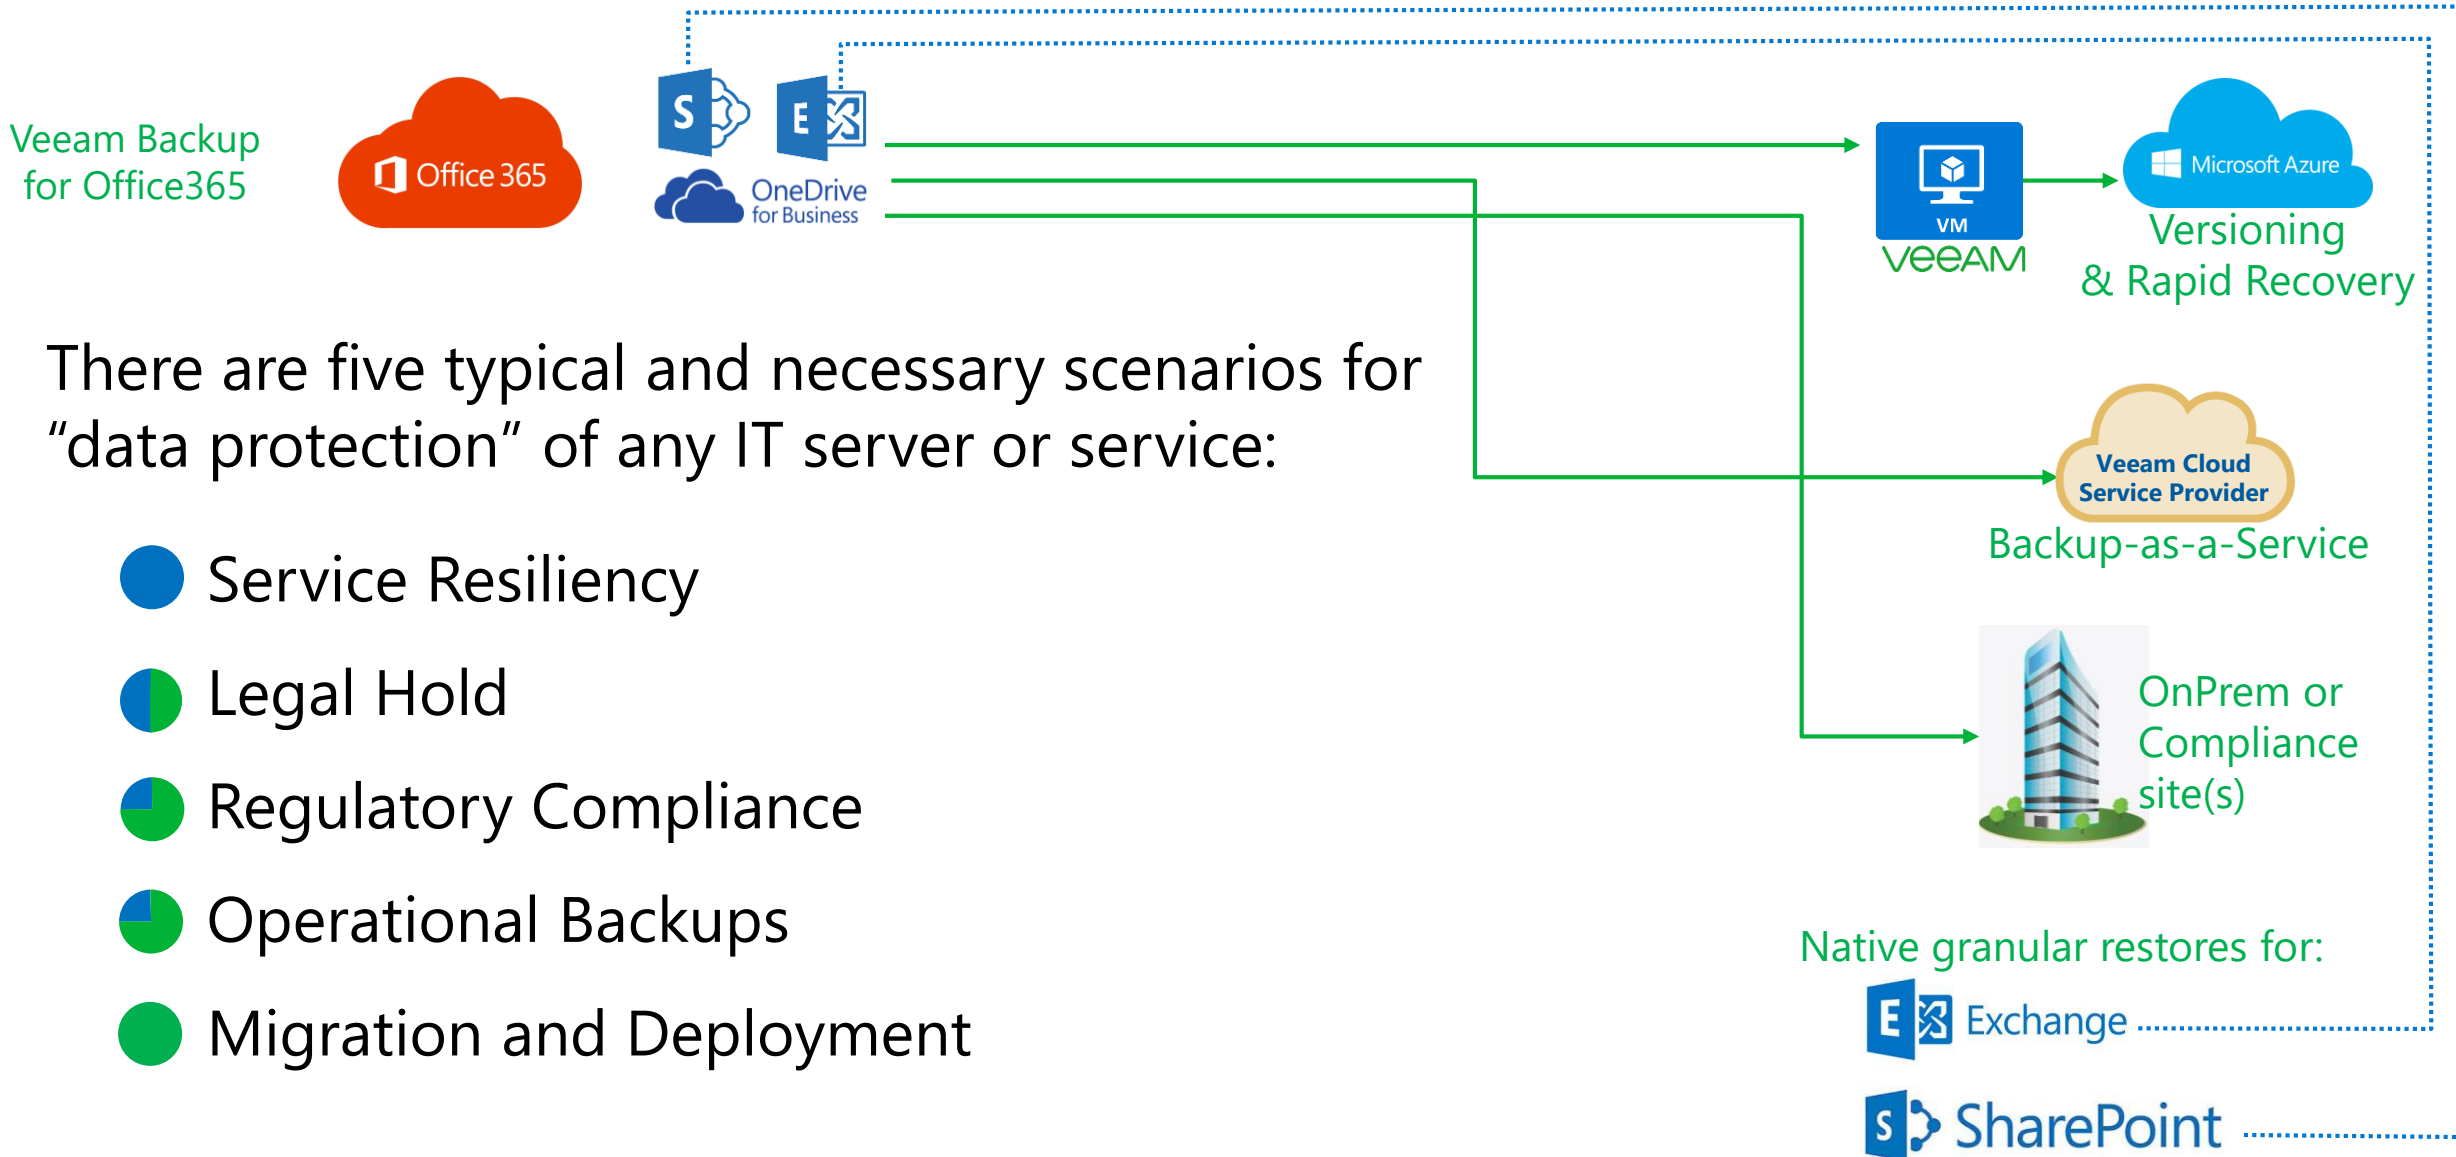 Veeam Backup
for Office365
Office 365
S
E
OneDrive
for Business
VM
veeAM
Microsoft Azure
Versioning
& Rapid Recovery
There are five typical and necessary scenarios for
“data protection” of any IT server or service:
Service Resiliency
Legal Hold
Regulatory Compliance
Operational Backups
Migration and Deployment
Veeam Cloud
Service Provider
Backup-as-a-Service
OnPrem or
Compliance
site(s)
Native granular restores for:
E Exchange
S SharePoint